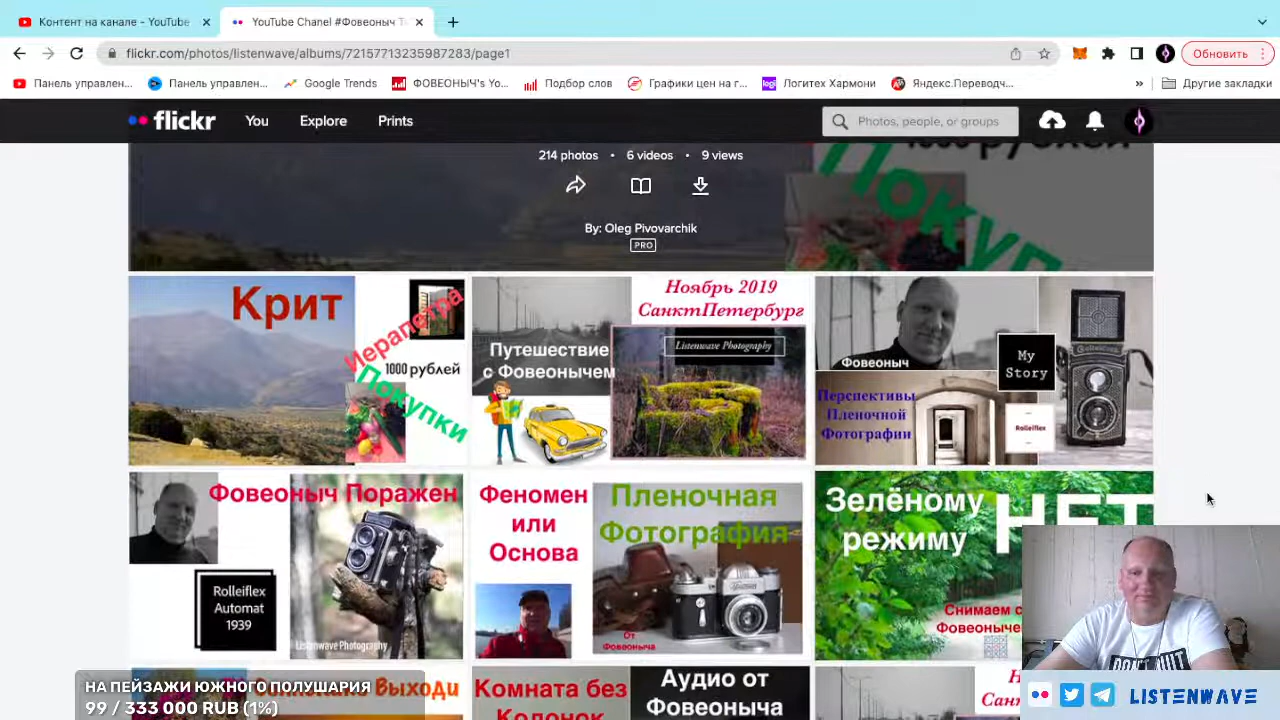 Контент на канале - YouTube
YouTube Chanel #Фовеоныч
flickr.com/photos/listenwave/albums/72157713235987283/page1
Обновить
Панель управлен...
Панель управлен...
Google Trends
ФОВЕОНЫЧ's Yo...
Подбор слов
Графики цен на г...
Логитех Хармони
Яндекс.Переводч...
»
Другие закладки
flickr
You
Explore
Prints
Photos, people, or groups
1000 рублей
Покуп
214 photos • 6 videos • 9 views
By: Oleg Pivovarchik
PRO
Крит
Иерапетра
1000 рублей
Покупки
Ноябрь 2019
СанктПетербург
Путешествие
с Фовеонычем
Listenwave Photography
Фовеоныч
My
Story
Перспективы
Пленочной
Фотографии
Rolleiflex
Фовеоныч Поражен
Rolleiflex
Automat
1939
Listenwave Photography
Феномен
или
Основа
Пленочная
Фотография
От
Фовеоныча
Зелёному
режиму
НЕТ
Снимаем с
Фовеоныче
Выходи
Комната без
Колонок
Аудио от
Фовеоныча
НА ПЕЙЗАЖИ ЮЖНОГО ПОЛУШАРИЯ
99 / 333 000 RUB (1%)
LISTENWAVE